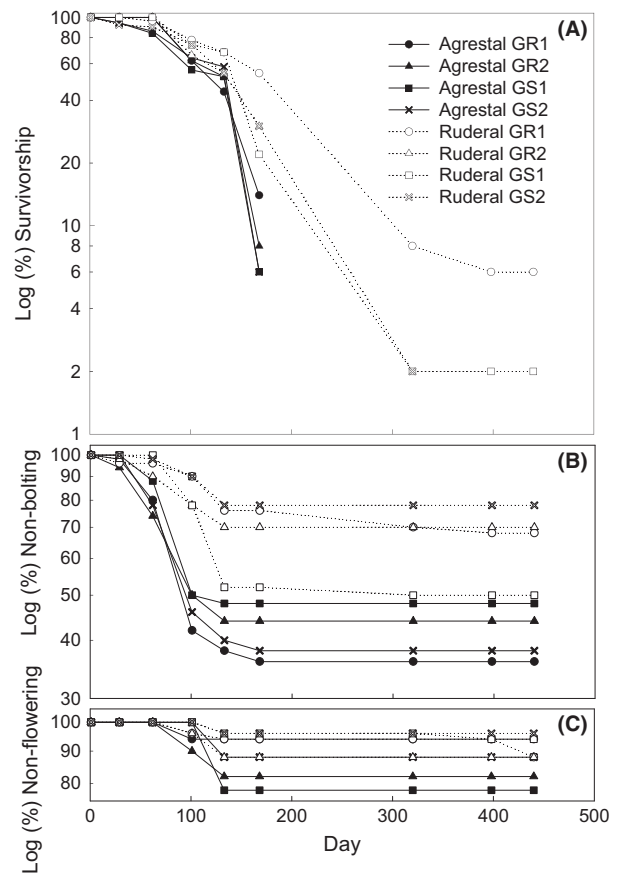 (A)
Log (%) Survivorship
100
80
60
40
20
10
8
6
4
2
1
Agrestal GR1
Agrestal GR2
Agrestal GS1
Agrestal GS2
Ruderal GR1
Ruderal GR2
Ruderal GS1
Ruderal GS2
(B)
Log (%) Non-bolting
100
90
80
70
60
50
40
30
(C)
Log (%) Non-flowering
100
90
80
0 100 200 300 400 500
Day